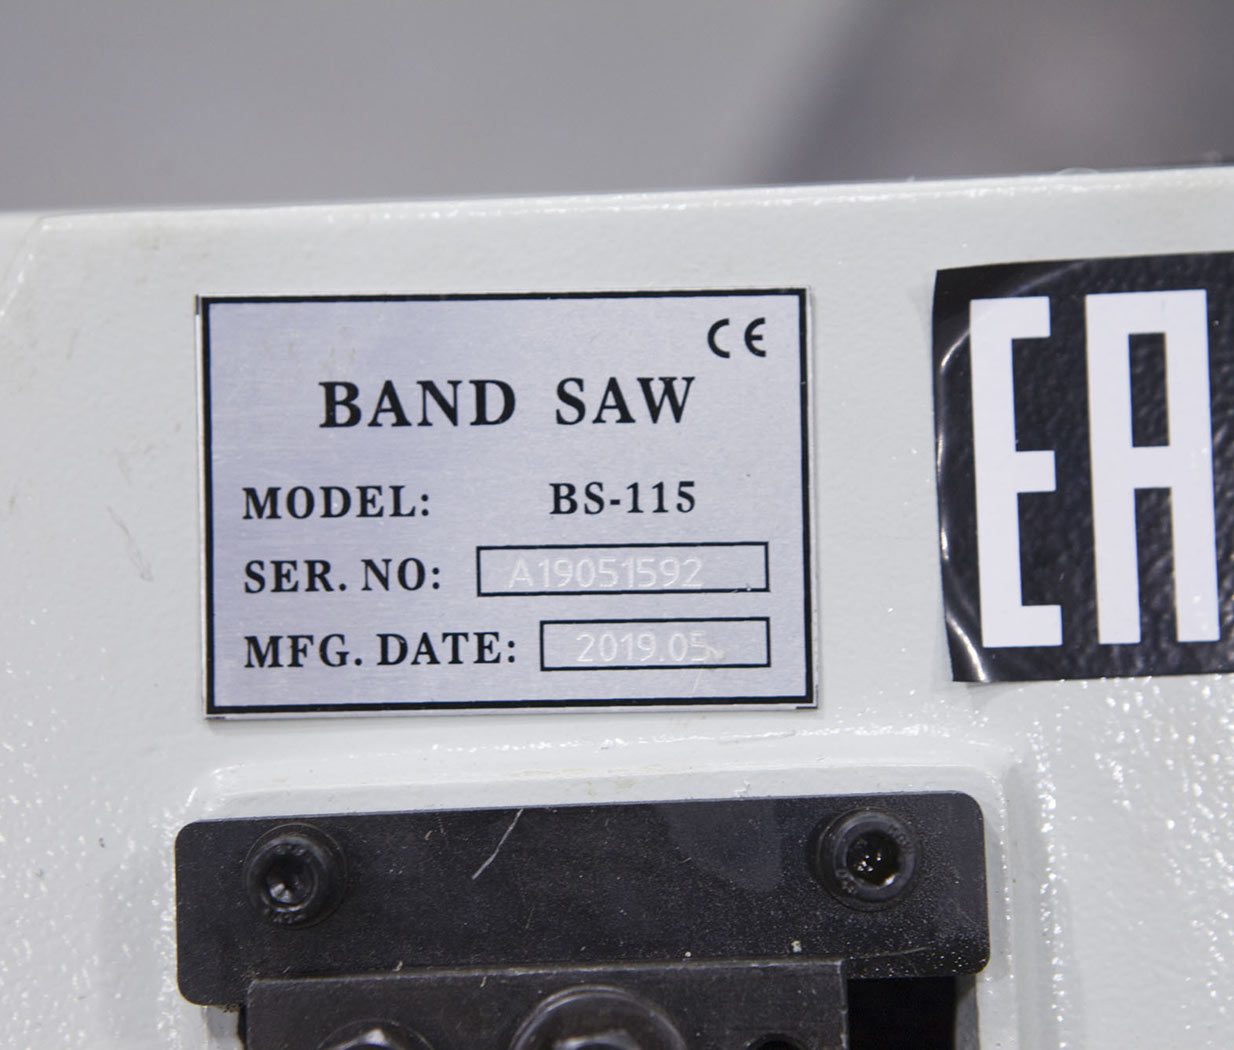 CE
BAND SAW
MODEL: BS-115
SER. NO: A19051592
MFG. DATE: 2019.05
EA